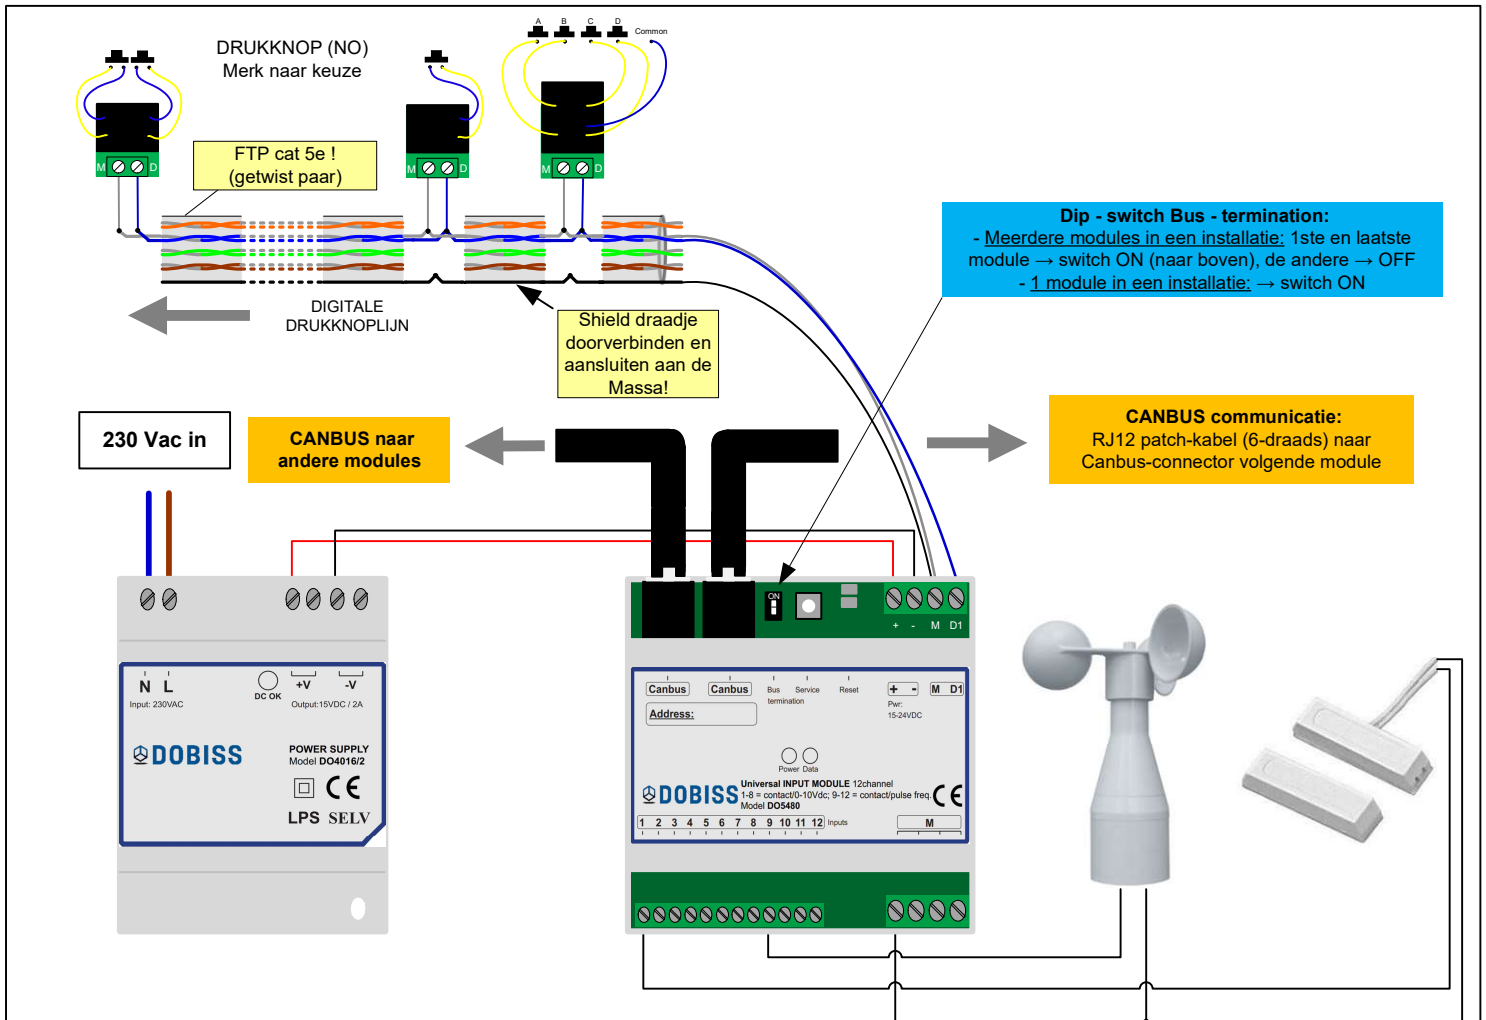 A B C D Common
DRUKKNOP (NO)
Merk naar keuze
M D
M D
M D
FTP cat 5e !
(getwist paar)
Dip - switch Bus - termination:
- Meerdere modules in een installatie: 1ste en laatste
module → switch ON (naar boven), de andere → OFF
- 1 module in een installatie: → switch ON
DIGITALE
DRUKKNOPLIJN
Shield draadje
doorverbinden en
aansluiten aan de
Massa!
230 Vac in
CANBUS naar
andere modules
CANBUS communicatie:
RJ12 patch-kabel (6-draads) naar
Canbus-connector volgende module
ON
+ - M D1
N L
Input: 230VAC
DC OK
+V -V
Output:15VDC / 2A
DOBISS
POWER SUPPLY
Model DO4016/2
CE
LPS SELV
Canbus Canbus
Bus
termination
Service
Reset
+ - M D1
Pwr:
15-24VDC
Address:
Power Data
DOBISS
Universal INPUT MODULE 12channel
1-8 = contact/0-10Vdc; 9-12 = contact/pulse freq.
Model DO5480
CE
1 2 3 4 5 6 7 8 9 10 11 12 Inputs
M